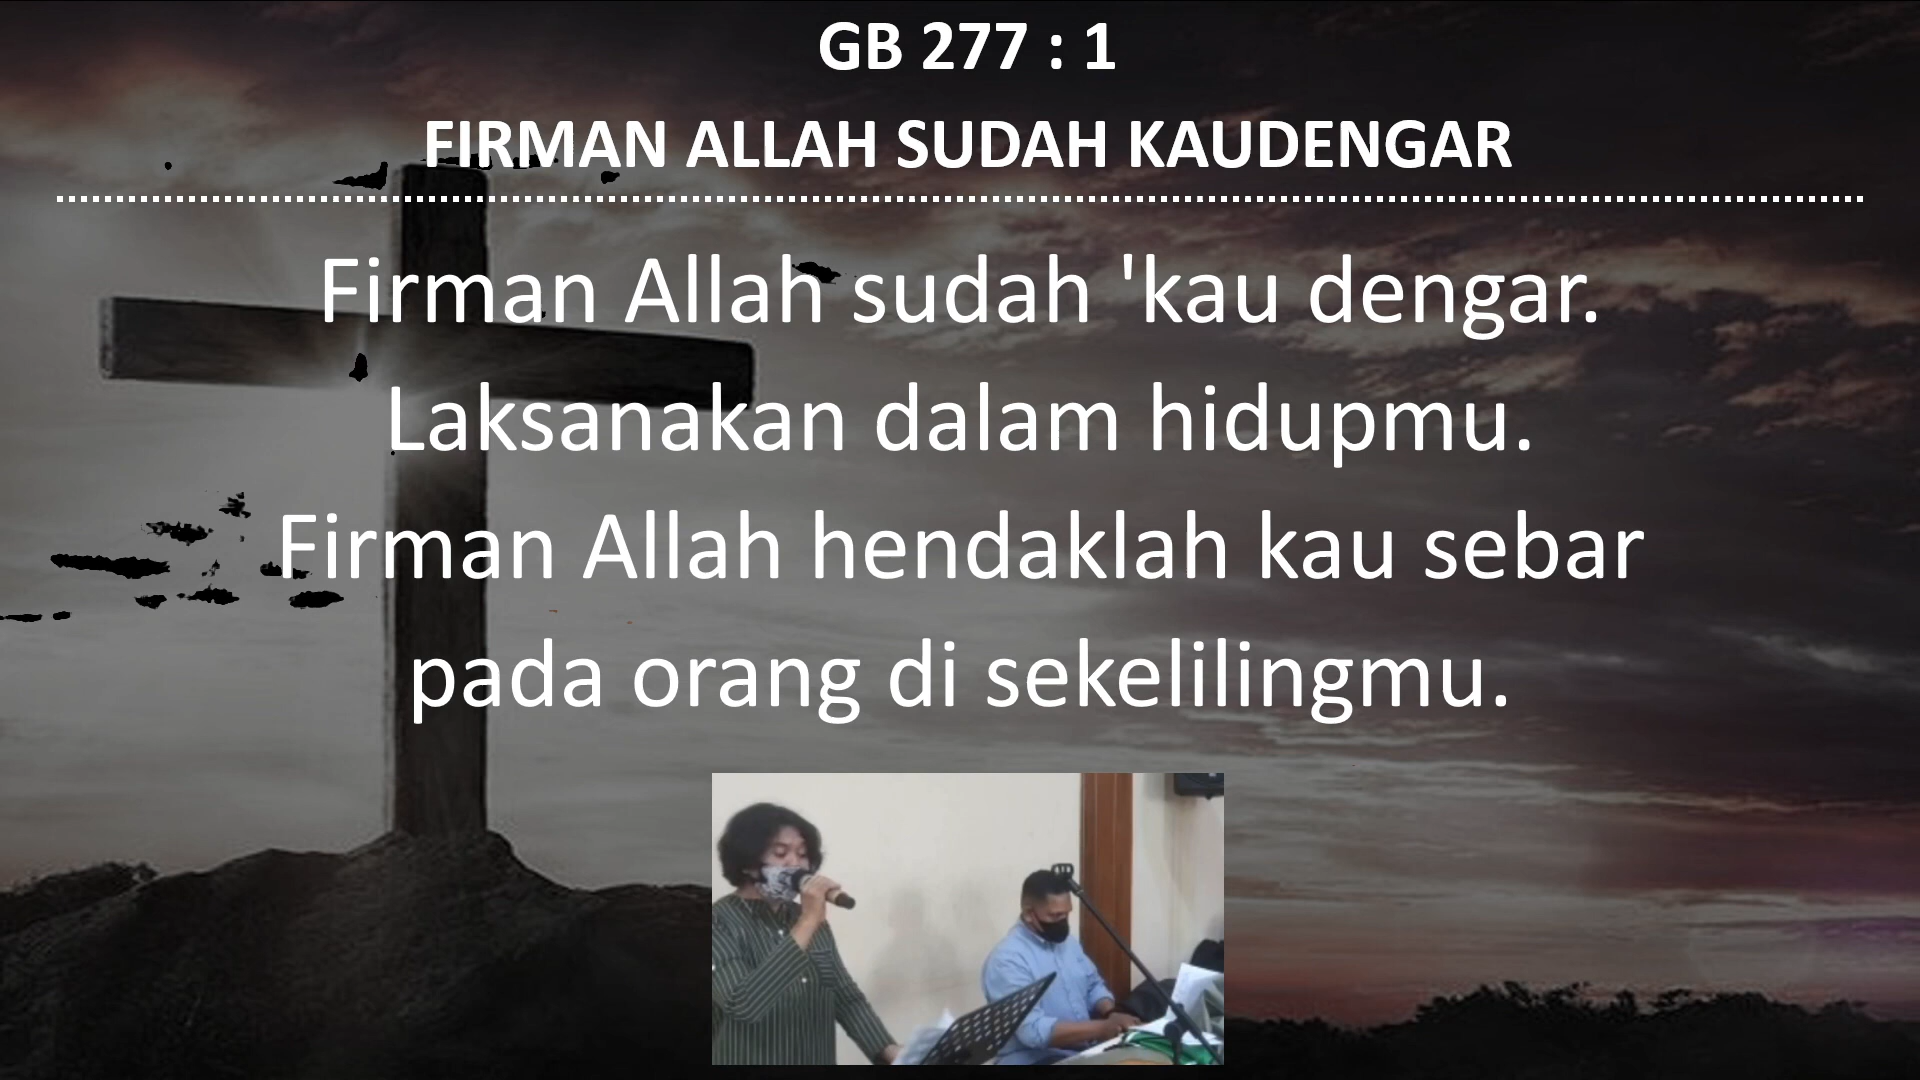 GB 277 : 1
FIRMAN ALLAH SUDAH KAUDENGAR
Firman Allah sudah 'kau dengar.
Laksanakan dalam hidupmu.
Firman Allah hendaklah kau sebar
pada orang di sekelilingmu.